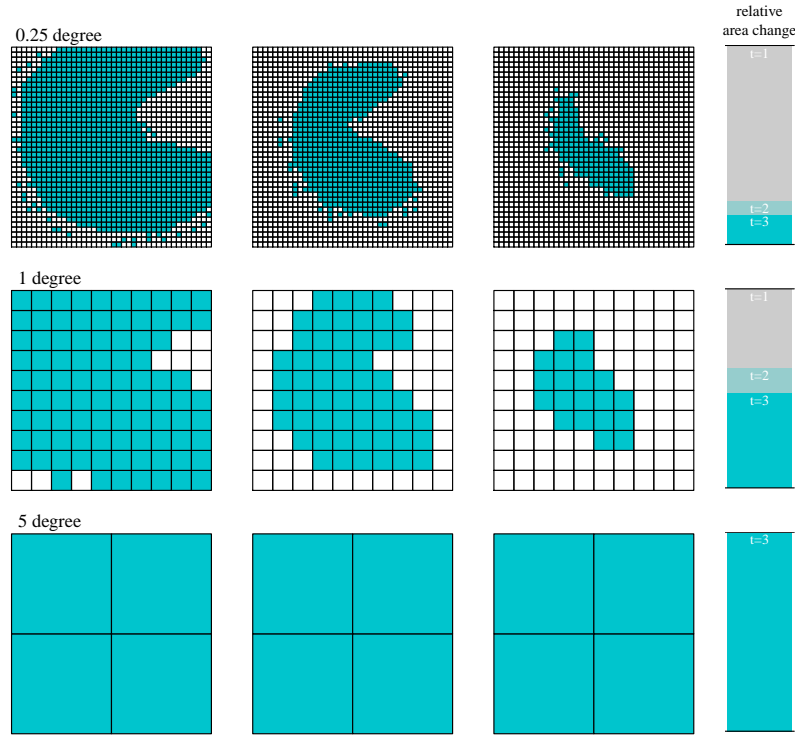 relative
area change
0.25 degree
t=1
t=2
t=3
1 degree
t=1
t=2
t=3
5 degree
t=3